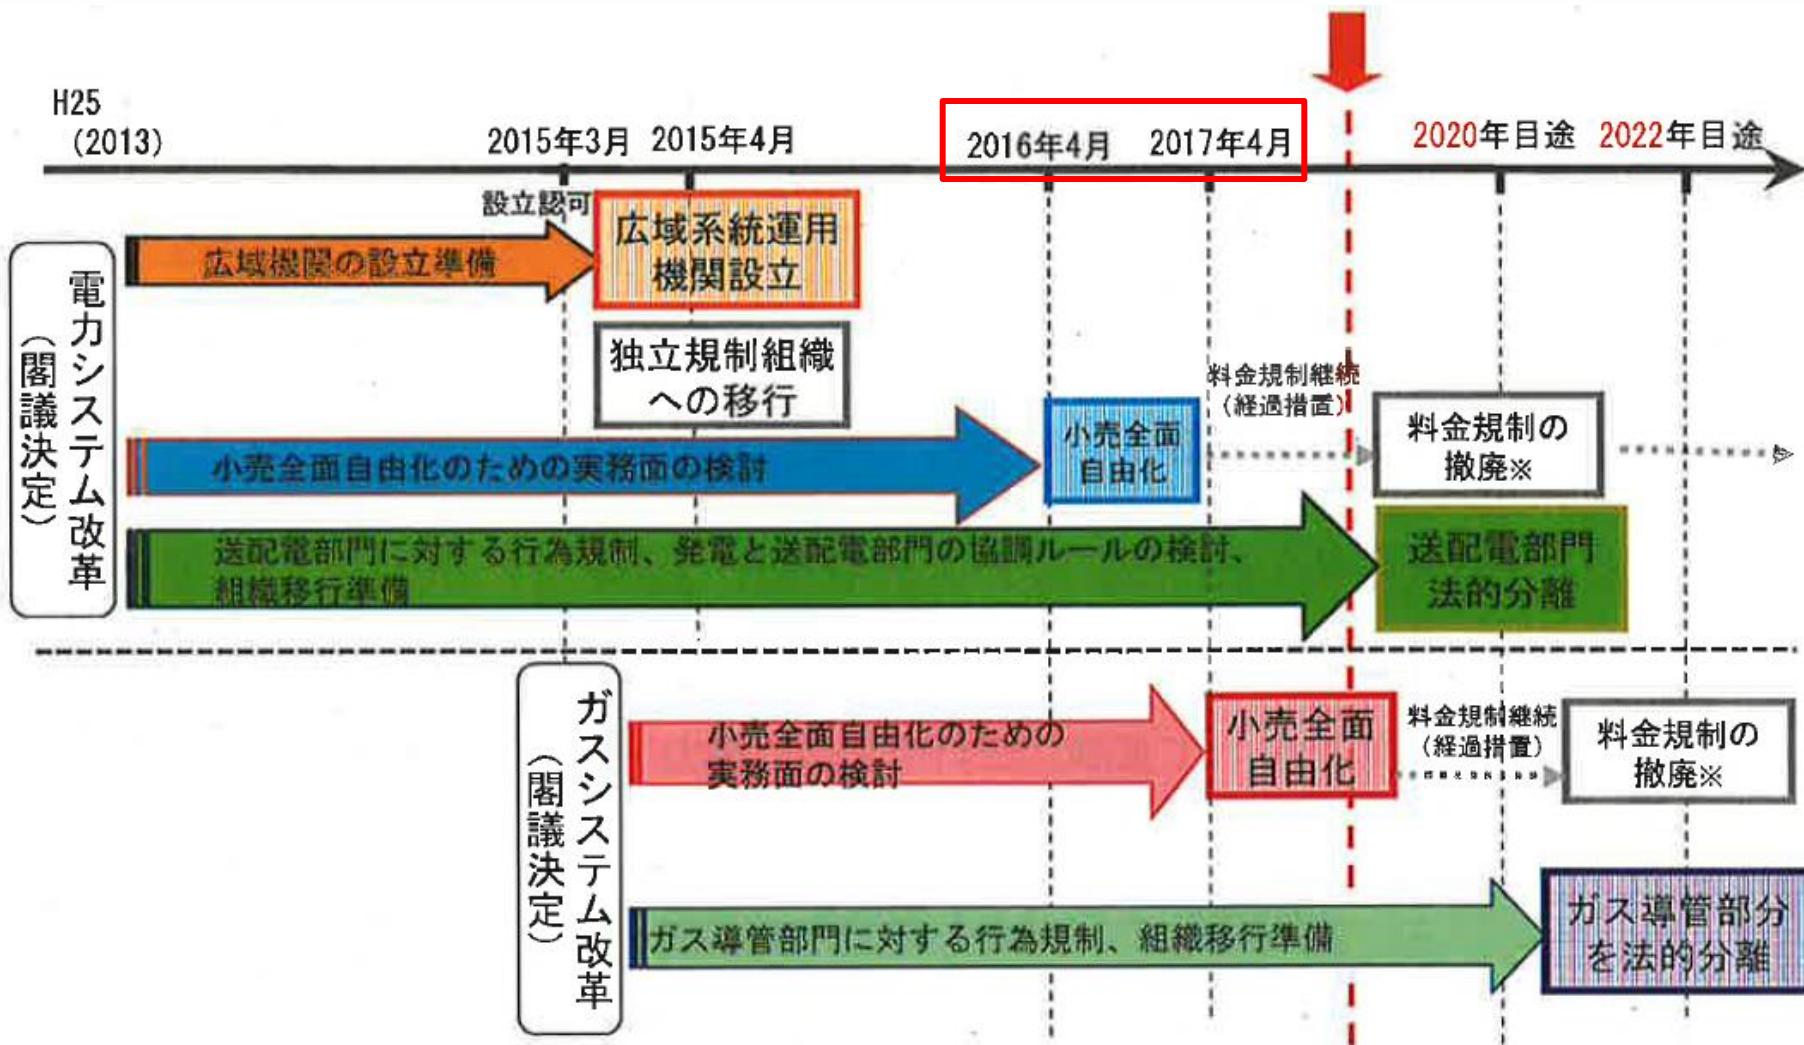 H25
(2013)
2015年3月
2015年4月
2016年4月
2017年4月
2020年目途
2022年目途
設立認可
電力システム改革
(閣議決定)
広域機関の設立準備
広域系統運用
機関設立
独立規制組織
への移行
小売全面自由化のための実務面の検討
小売全面
自由化
料金規制継続
(経過措置)
料金規制の
撤廃※
送配電部門に対する行為規制、発電と送配電部門の協調ルールの検討、
組織移行準備
送配電部門
法的分離
ガスシステム改革
(閣議決定)
小売全面自由化のための
実務面の検討
小売全面
自由化
料金規制継続
(経過措置)
料金規制の
撤廃※
ガス導管部門に対する行為規制、組織移行準備
ガス導管部分
を法的分離